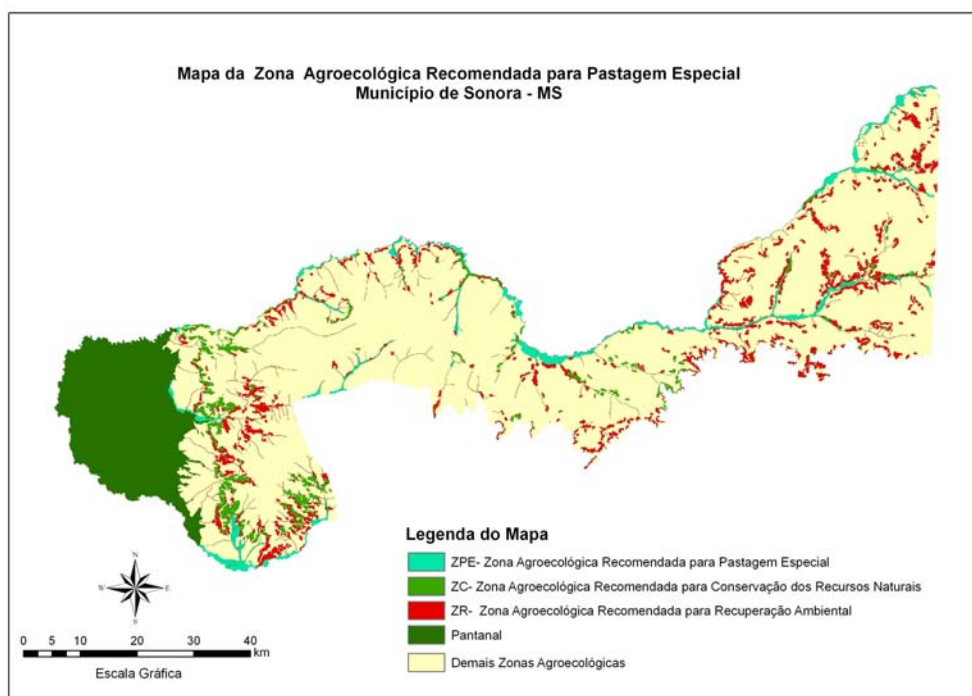 Mapa da Zona Agroecológica Recomendada para Pastagem Especial
Município de Sonora - MS
Legenda do Mapa
ZPE- Zona Agroecológica Recomendada para Pastagem Especial
ZC- Zona Agroecológica Recomendada para Conservação dos Recursos Naturais
ZR- Zona Agroecológica Recomendada para Recuperação Ambiental
Pantanal
Demais Zonas Agroecológicas
N
W
E
S
0 5 10 20 30 40
km
Escala Gráfica